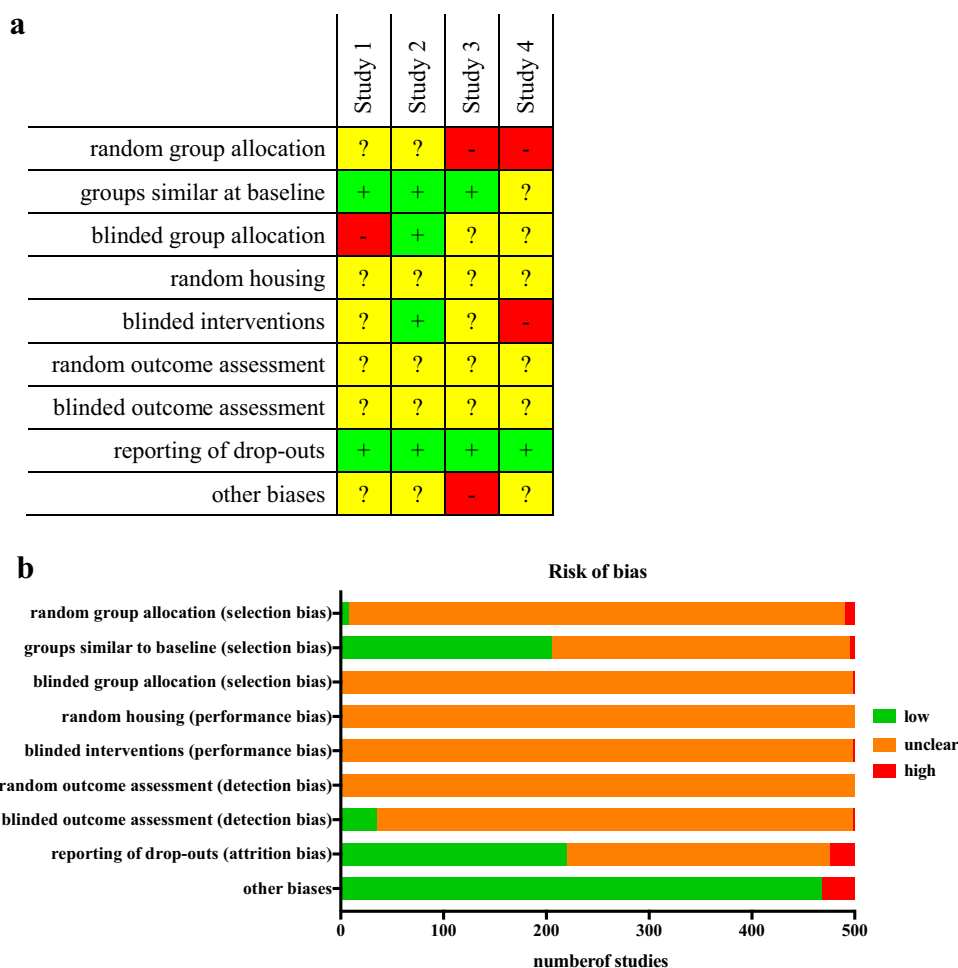 a
Study 1 Study 2 Study 3 Study 4
random group allocation ? ? - -
groups similar at baseline + + + ?
blinded group allocation - + ? ?
random housing ? ? ? ?
blinded interventions ? + ? -
random outcome assessment ? ? ? ?
blinded outcome assessment ? ? ? ?
reporting of drop-outs + + + +
other biases ? ? - ?
b
Risk of bias
random group allocation (selection bias)
groups similar to baseline (selection bias)
blinded group allocation (selection bias)
random housing (performance bias)
blinded interventions (performance bias)
random outcome assessment (detection bias)
blinded outcome assessment (detection bias)
reporting of drop-outs (attrition bias)
other biases
low
unclear
high
0 100 200 300 400 500
numberof studies